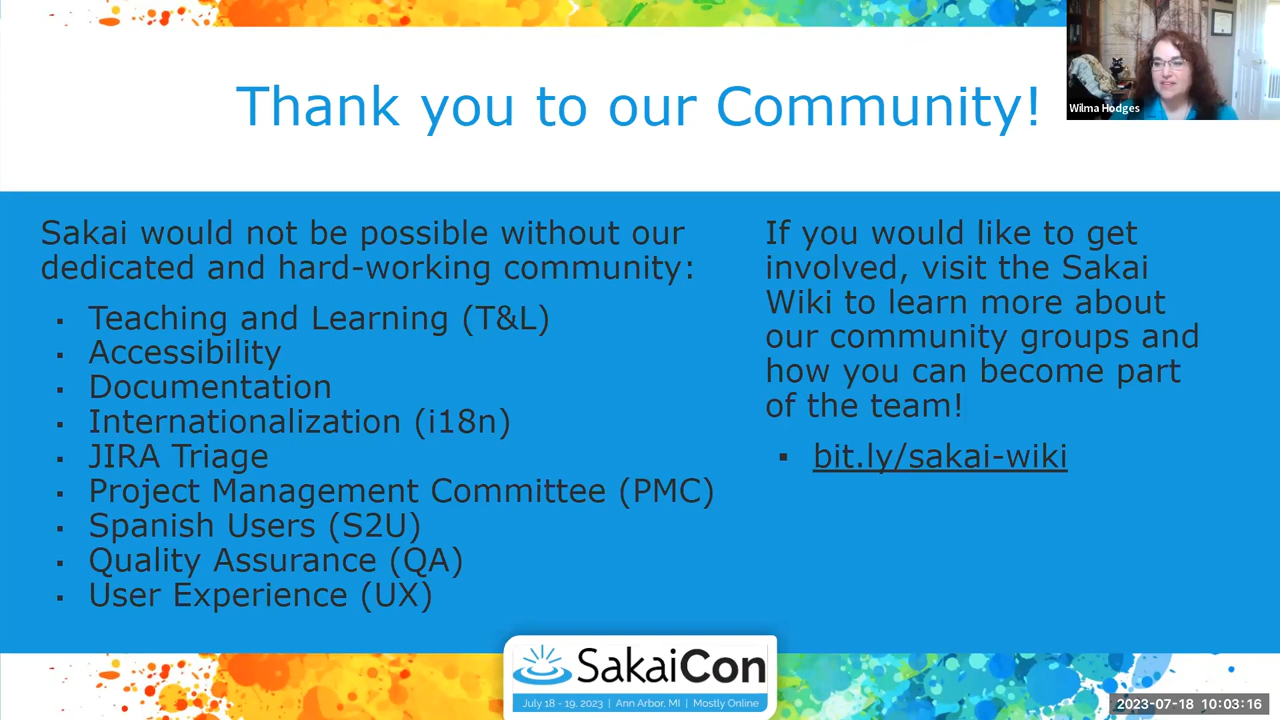 Thank you to our Community!
Wilma Hodges
Sakai would not be possible without our
dedicated and hard-working community:
▪ Teaching and Learning (T&L)
▪ Accessibility
▪ Documentation
▪ Internationalization (i18n)
▪ JIRA Triage
▪ Project Management Committee (PMC)
▪ Spanish Users (S2U)
▪ Quality Assurance (QA)
▪ User Experience (UX)
If you would like to get
involved, visit the Sakai
Wiki to learn more about
our community groups and
how you can become part
of the team!
▪ bit.ly/sakai-wiki
SakaiCon
July 18 - 19, 2023 | Ann Arbor, MI | Mostly Online
2023-07-18 10:03:16